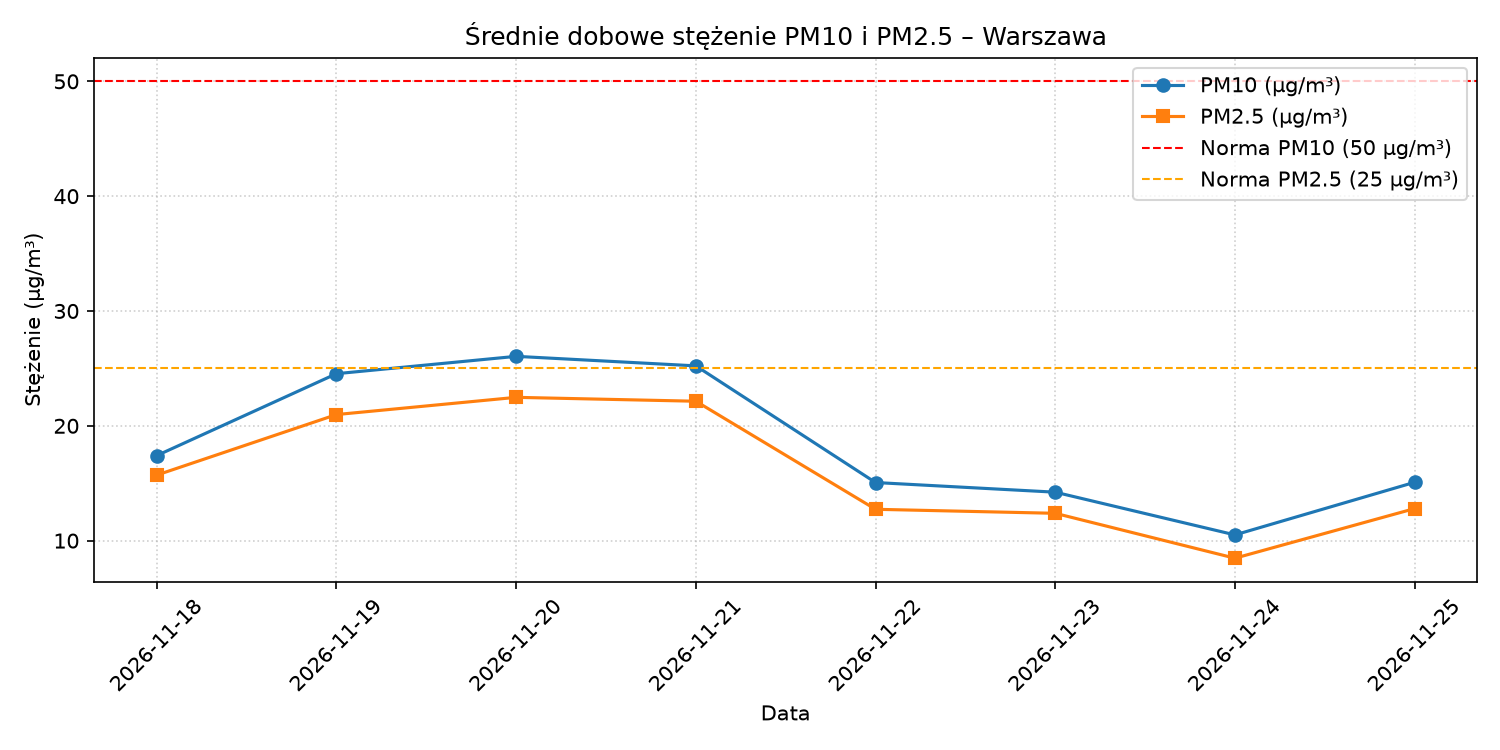 Średnie dobowe stężenie PM10 i PM2.5 – Warszawa
PM10 (µg/m³)
PM2.5 (µg/m³)
Norma PM10 (50 µg/m³)
Norma PM2.5 (25 µg/m³)
Stężenie (µg/m³)
50
40
30
20
10
2026-11-18
2026-11-19
2026-11-20
2026-11-21
2026-11-22
2026-11-23
2026-11-24
2026-11-25
Data